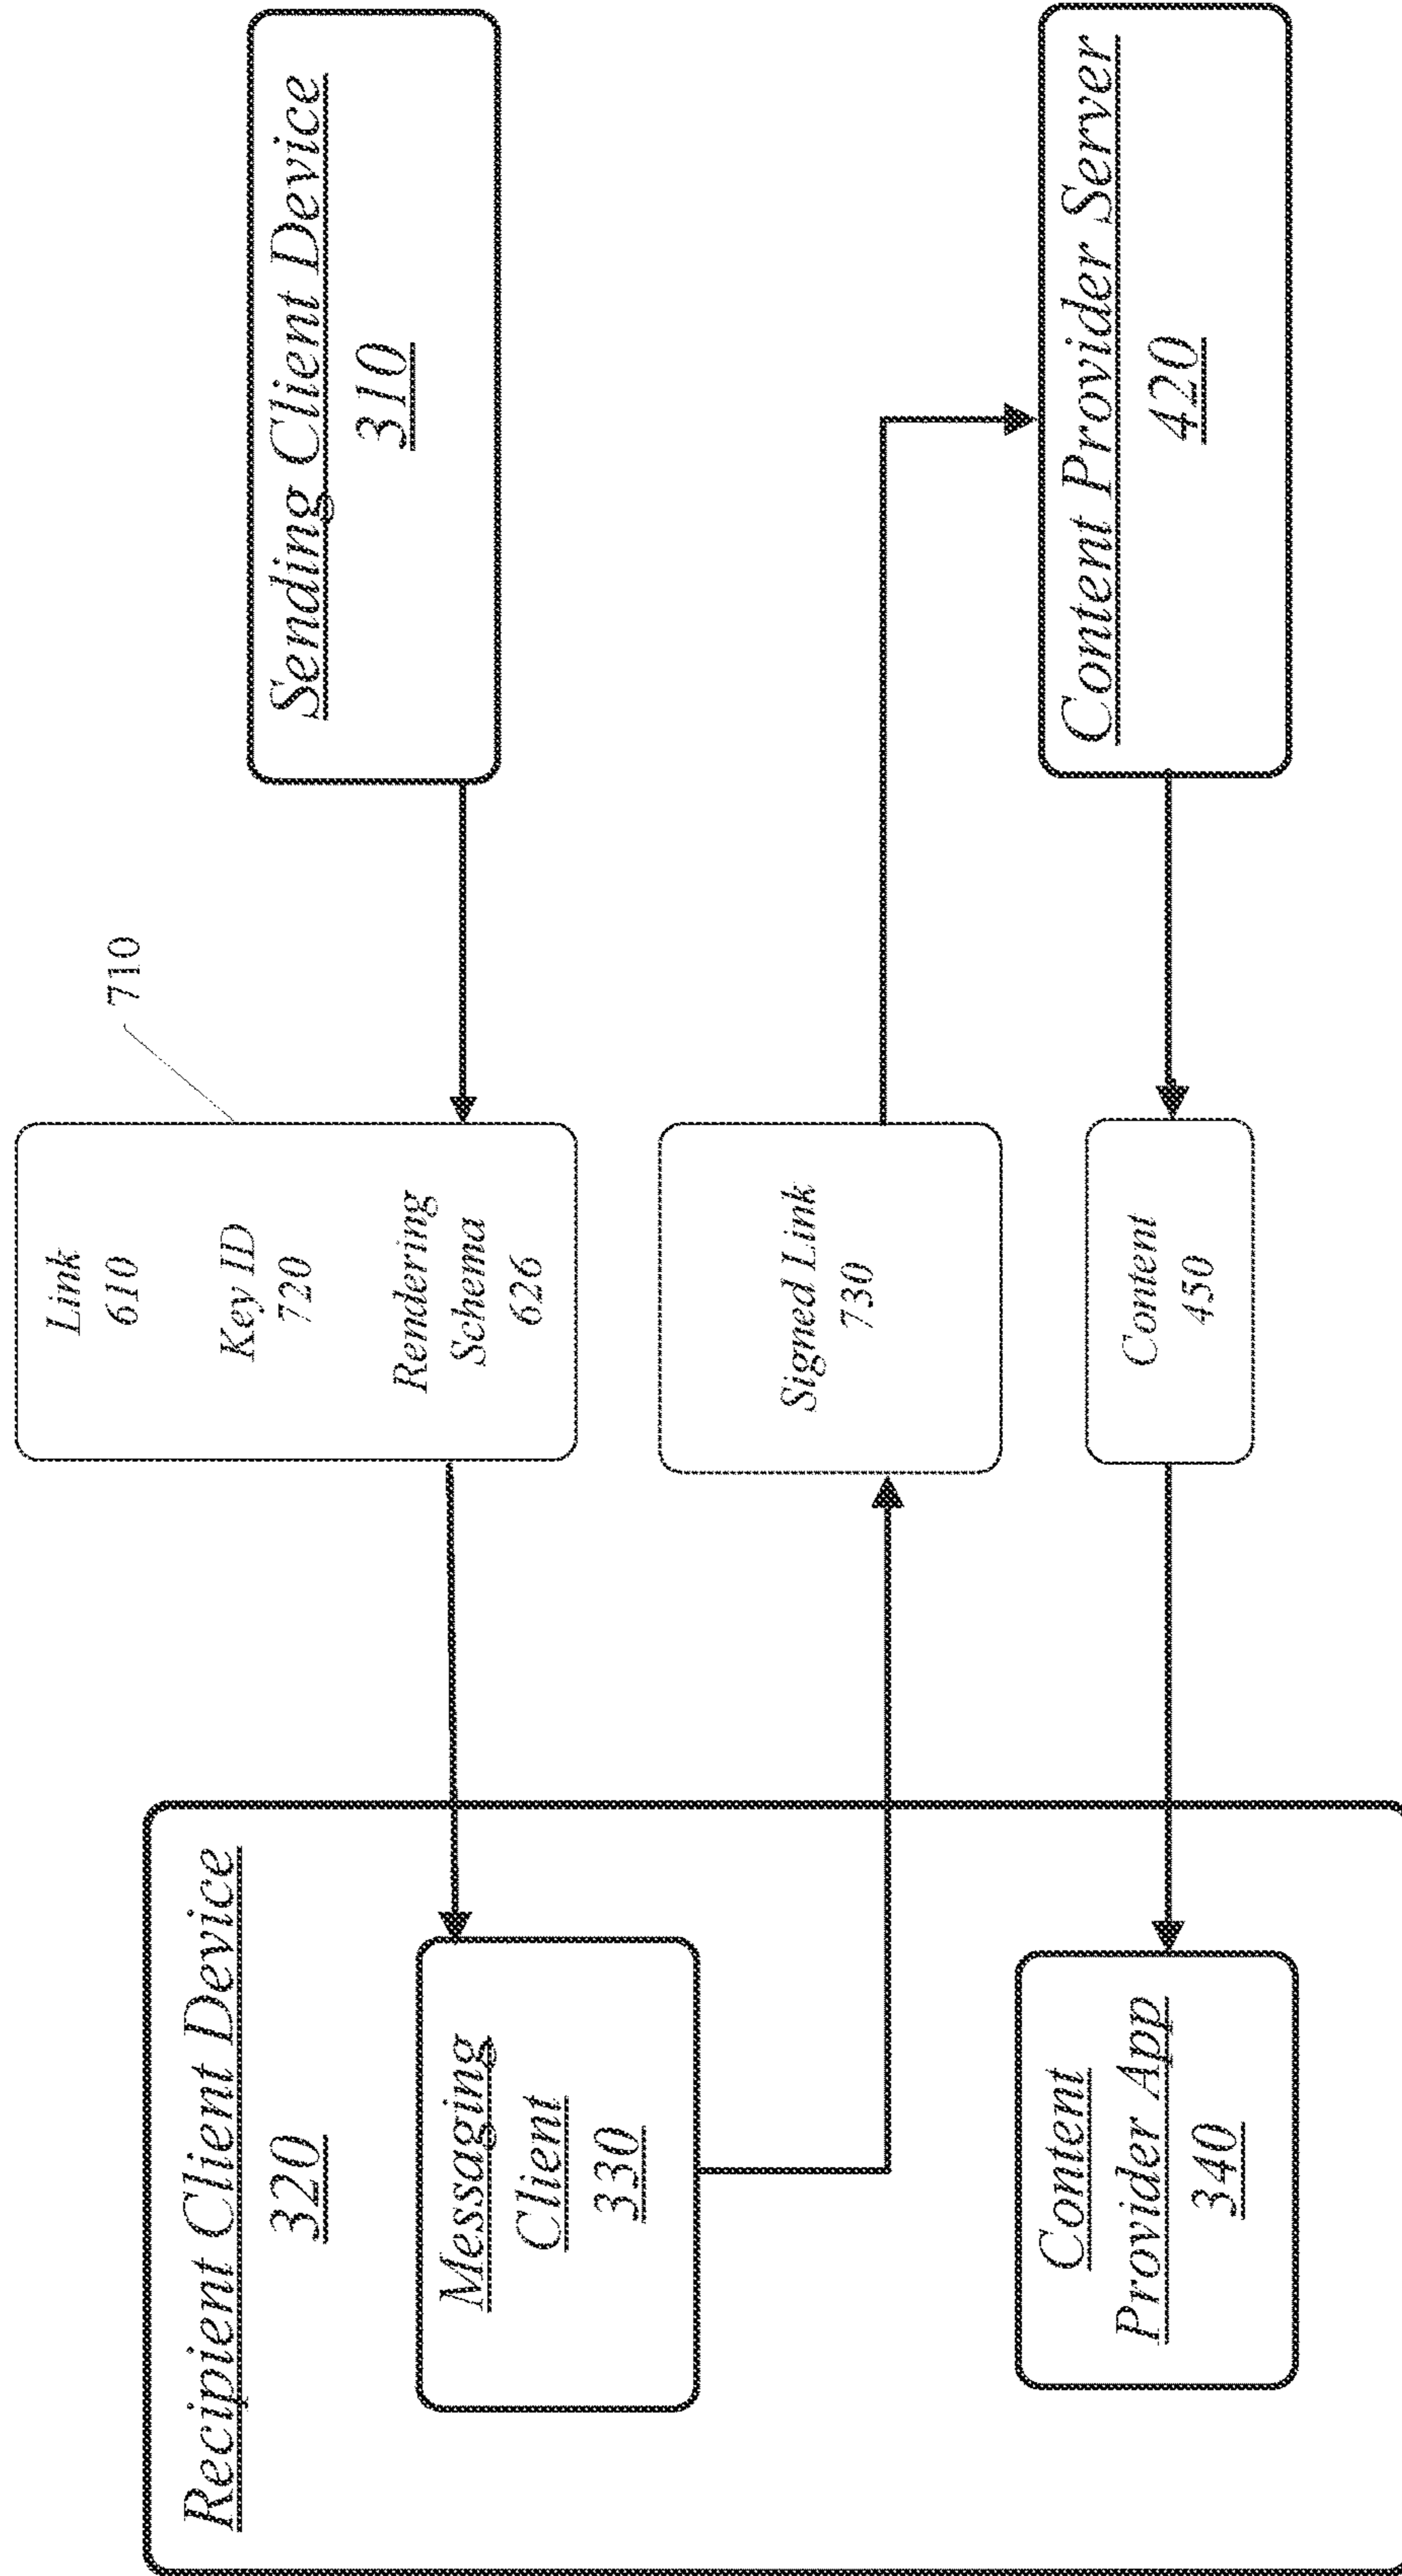 Recipient Client Device
320
Messaging
Client
330
Content
Provider App
340
710
Link
610
Key ID
720
Rendering
Schema
626
Signed Link
730
Content
450
Sending Client Device
310
Content Provider Server
420